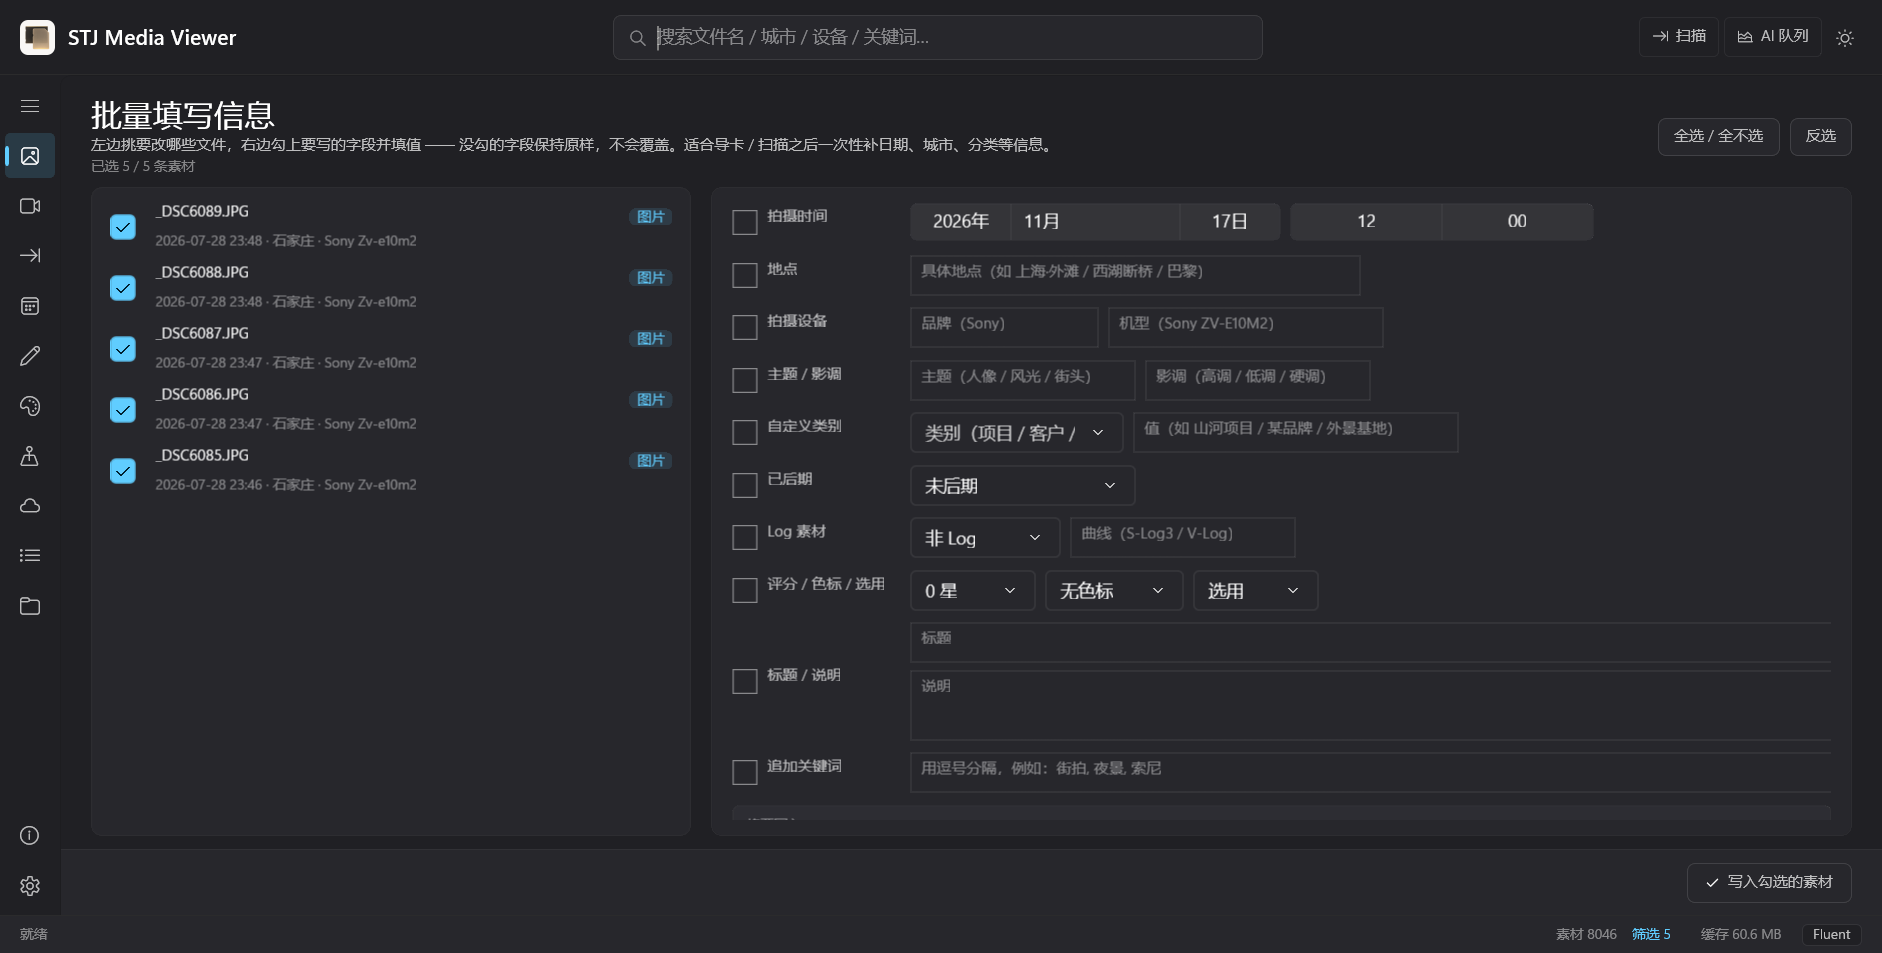 STJ Media Viewer
搜索文件名 / 城市 / 设备 / 关键词...
扫描
AI 队列
批量填写信息
左边挑要改哪些文件，右边勾上要写的字段并填值 —— 没勾的字段保持原样，不会覆盖。适合导卡 / 扫描之后一次性补日期、城市、分类等信息。
已选 5 / 5 条素材
全选 / 全不选
反选
_DSC6089.JPG
图片
2026-07-28 23:48 · 石家庄 · Sony Zv-e10m2
_DSC6088.JPG
图片
2026-07-28 23:48 · 石家庄 · Sony Zv-e10m2
_DSC6087.JPG
图片
2026-07-28 23:47 · 石家庄 · Sony Zv-e10m2
_DSC6086.JPG
图片
2026-07-28 23:47 · 石家庄 · Sony Zv-e10m2
_DSC6085.JPG
图片
2026-07-28 23:46 · 石家庄 · Sony Zv-e10m2
拍摄时间
2026年 11月 17日 12 00
地点
具体地点（如 上海·外滩 / 西湖断桥 / 巴黎）
拍摄设备
品牌（Sony）
机型（Sony ZV-E10M2）
主题 / 影调
主题（人像 / 风光 / 街头）
影调（高调 / 低调 / 硬调）
自定义类别
类别（项目 / 客户 /
值（如 山河项目 / 某品牌 / 外景基地）
已后期
未后期
Log 素材
非 Log
曲线（S-Log3 / V-Log）
评分 / 色标 / 选用
0 星
无色标
选用
标题
标题 / 说明
说明
追加关键词
用逗号分隔，例如：街拍, 夜景, 索尼
写入勾选的素材
就绪
素材 8046
筛选 5
缓存 60.6 MB
Fluent